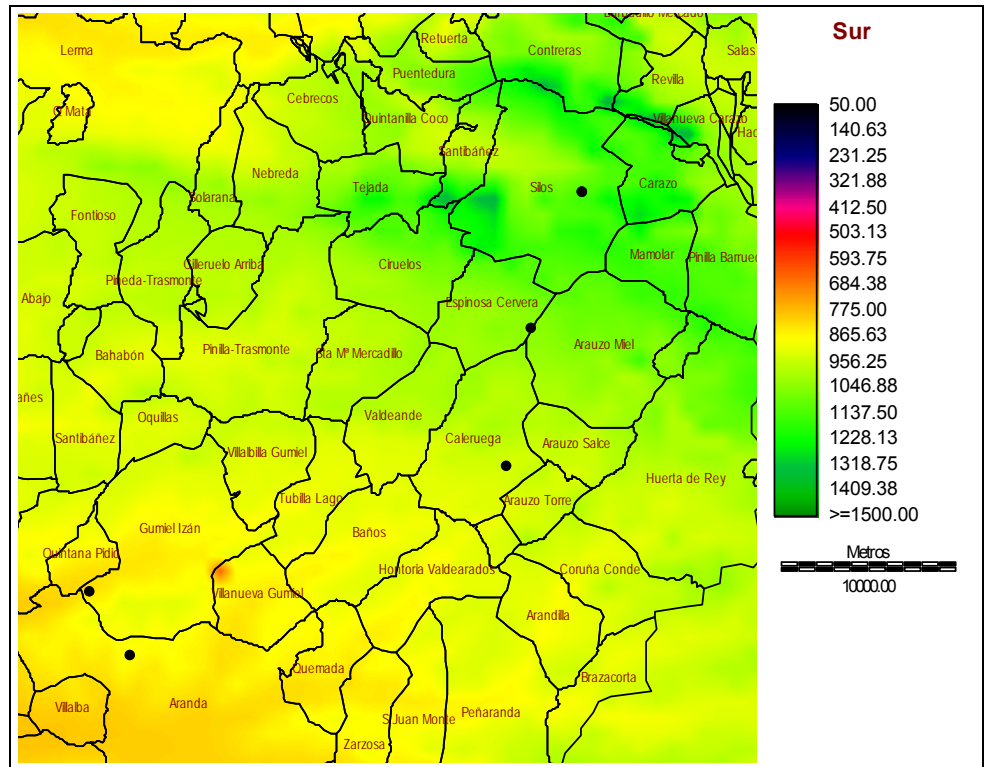 Sur
Barbadillo Mercado
Lerma
Retuerta
Contreras
Salas
Puentedura
Revilla
Cebrecos
Quintanilla Coco
Villanueva Carazo
Santibáñez
Nebreda
Tejada
Silos
Carazo
Solarana
Fontioso
Mamolar
Pinilla Barruec
Cilleruelo Arriba
Ciruelos
Pineda-Trasmonte
Abajo
Espinosa Cervera
Bahabón
Pinilla-Trasmonte
Sta Mª Mercadillo
Arauzo Miel
añes
Oquillas
Valdeande
Santibáñez
Caleruega
Arauzo Salce
Villalbilla Gumiel
Huerta de Rey
Tubilla Lago
Arauzo Torre
Gumiel Izán
Baños
Quintana Pidio
Hontoria Valdearados
Coruña Conde
Villanueva Gumiel
Arandilla
Quemada
Brazacorta
Villalba
Aranda
S.Juan Monte
Peñaranda
Zarzosa
50.00
140.63
231.25
321.88
412.50
503.13
593.75
684.38
775.00
865.63
956.25
1046.88
1137.50
1228.13
1318.75
1409.38
>=1500.00
Metros
10000.00